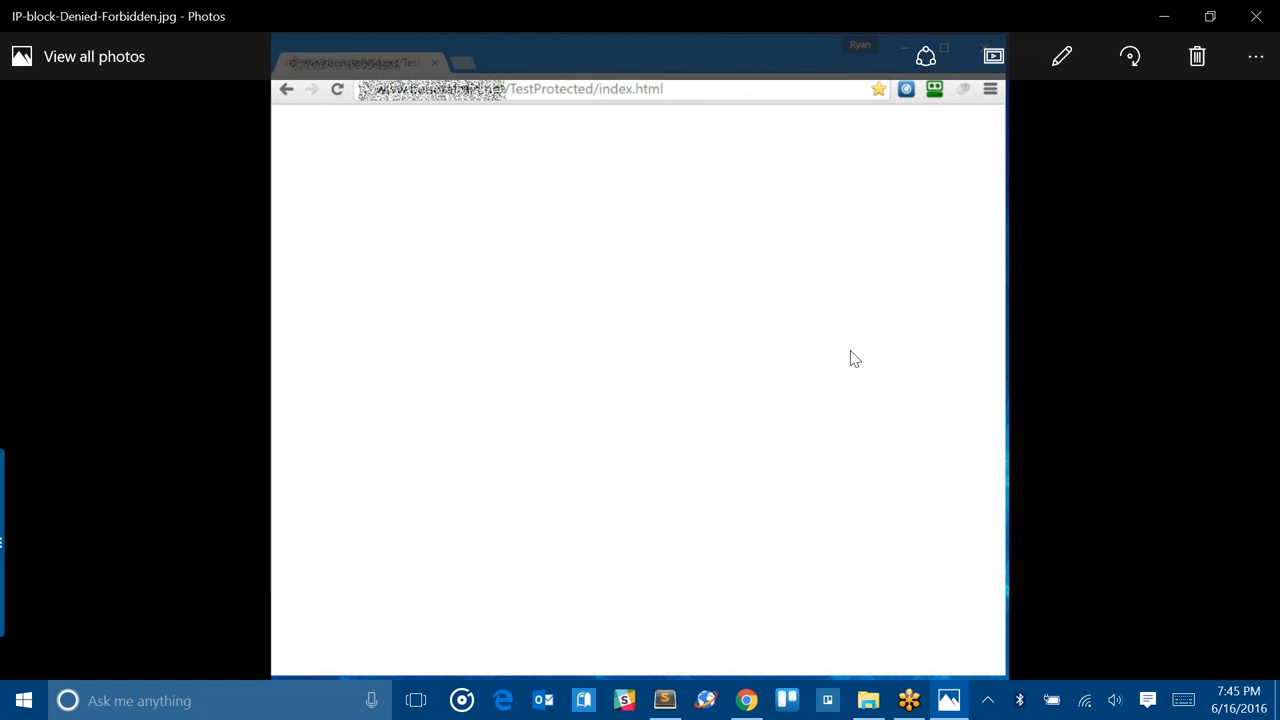 IP-block-Denied-Forbidden.jpg - Photos
View all photos
Ryan
/Test
/TestProtected/index.html
Ask me anything
7:45 PM
6/16/2016